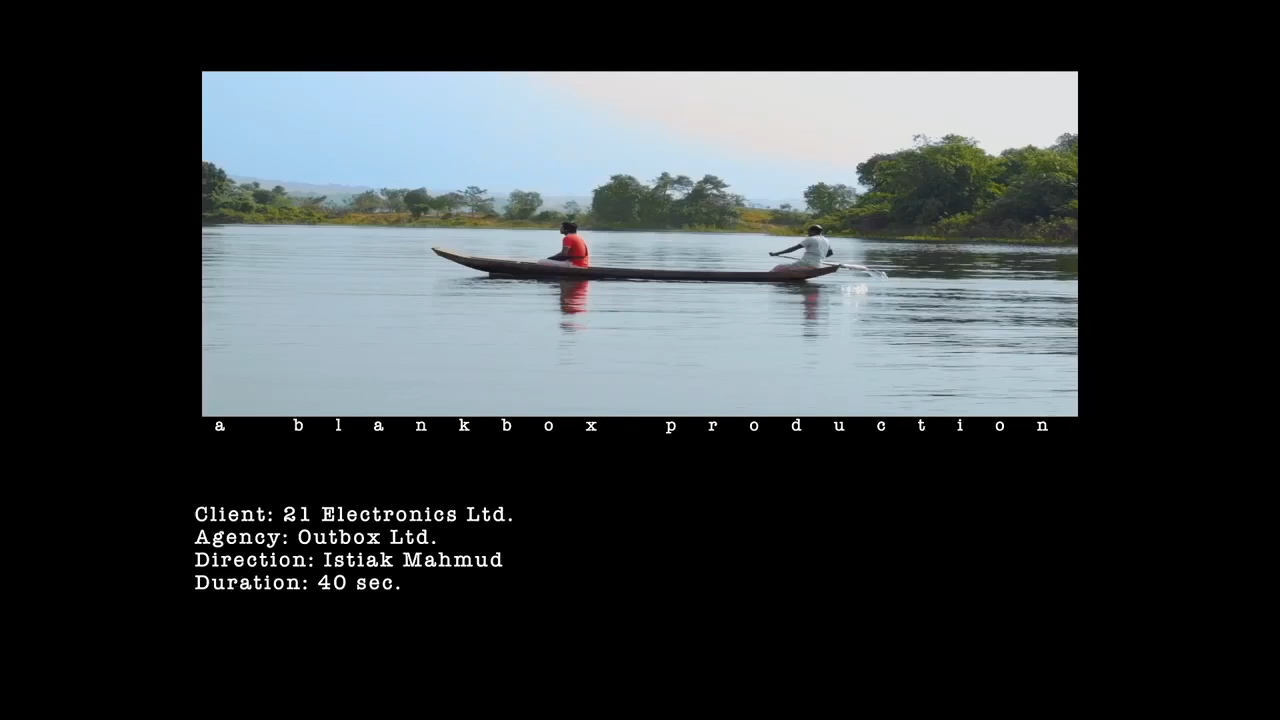 a blankbox production
Client: 21 Electronics Ltd.
Agency: Outbox Ltd.
Direction: Istiak Mahmud
Duration: 40 sec.